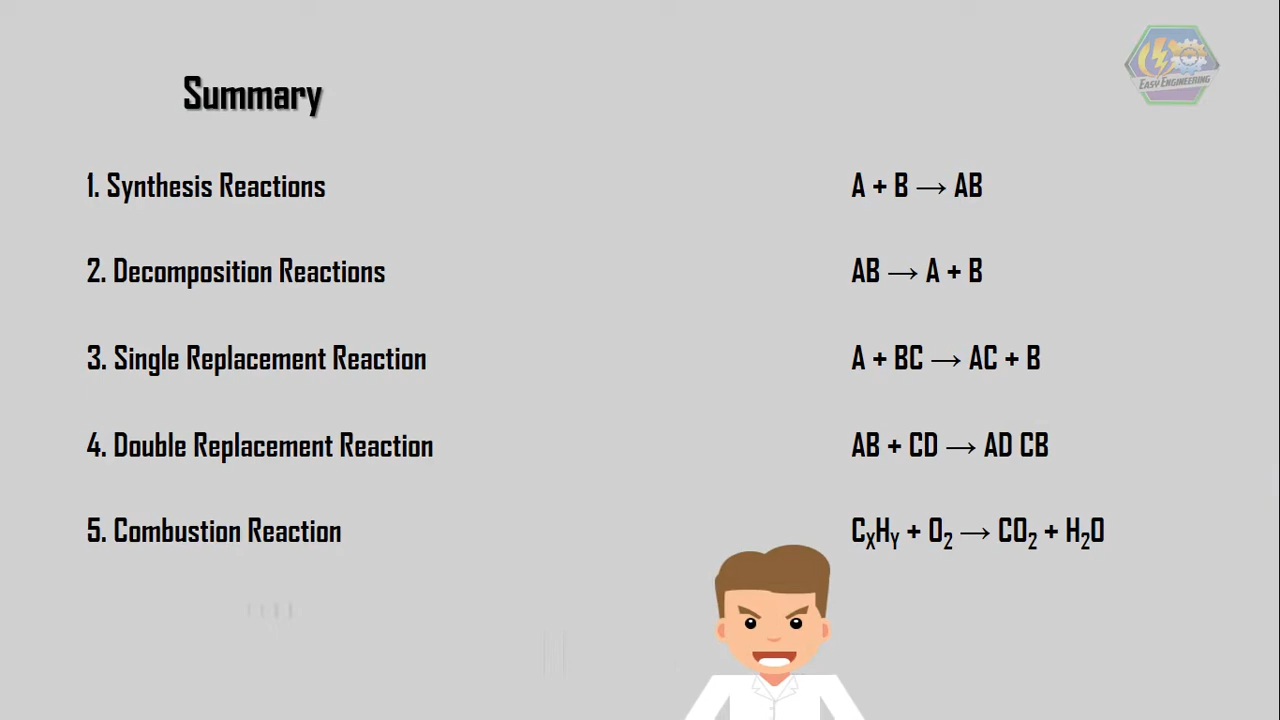 EASY ENGINEERING
Summary
1. Synthesis Reactions A + B → AB
2. Decomposition Reactions AB → A + B
3. Single Replacement Reaction A + BC → AC + B
4. Double Replacement Reaction AB + CD → AD CB
5. Combustion Reaction CₓHᵧ + O₂ → CO₂ + H₂O